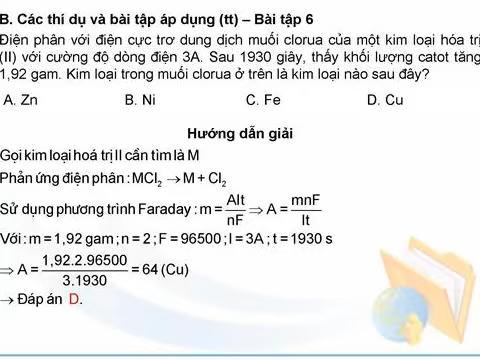 B. Các thí dụ và bài tập áp dụng (tt) – Bài tập 6
Điện phân với điện cực trơ dung dịch muối clorua của một kim loại hóa trị
(II) với cường độ dòng điện 3A. Sau 1930 giây, thấy khối lượng catot tăng
1,92 gam. Kim loại trong muối clorua ở trên là kim loại nào sau đây?
A. Zn B. Ni C. Fe D. Cu
Hướng dẫn giải
Gọi kim loại hoá trị II cần tìm là M
Phản ứng điện phân : MCl₂ → M + Cl₂
Sử dụng phương trình Faraday : m = AIt/nF ⇒ A = mnF/It
Với : m = 1,92 gam ; n = 2 ; F = 96500 ; I = 3A ; t = 1930 s
⇒ A = 1,92.2.96500/3.1930 = 64 (Cu)
→ Đáp án D.